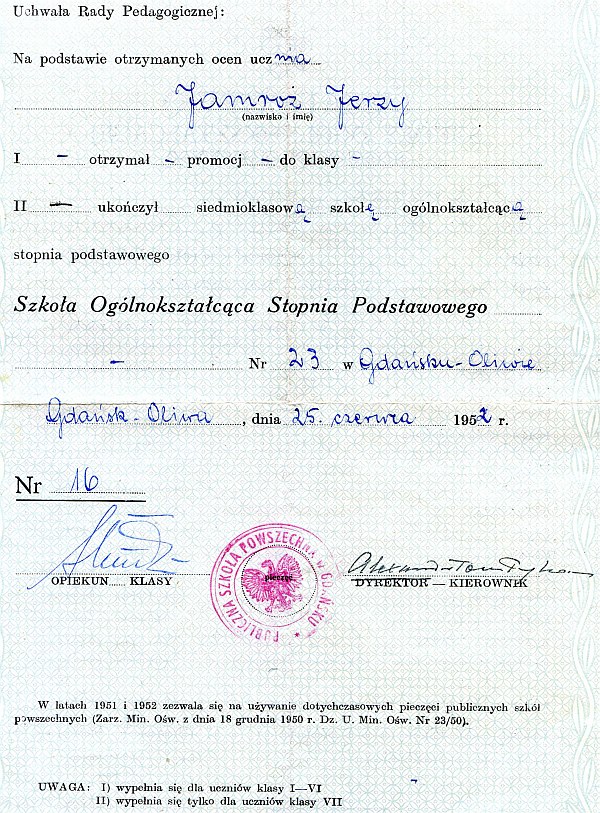 Uchwała Rady Pedagogicznej:
Na podstawie otrzymanych ocen ucznia
Jamroż Jerzy
(nazwisko i imię)
I – otrzymał – promocj – do klasy –
II — ukończył siedmioklasową szkołę ogólnokształcącą
stopnia podstawowego
Szkoła Ogólnokształcąca Stopnia Podstawowego
– Nr 23 w Gdańsku-Oliwie
Gdańsk-Oliwa, dnia 25. czerwca 1952 r.
Nr 16
PUBLICZNA SZKOŁA POWSZECHNA W GDAŃSKU
pieczęć
OPIEKUN KLASY
DYREKTOR — KIEROWNIK
W latach 1951 i 1952 zezwala się na używanie dotychczasowych pieczęci publicznych szkół
powszechnych (Zarz. Min. Ośw. z dnia 18 grudnia 1950 r. Dz. U. Min. Ośw. Nr 23/50).
UWAGA: I) wypełnia się dla uczniów klasy I—VI
II) wypełnia się tylko dla uczniów klasy VII